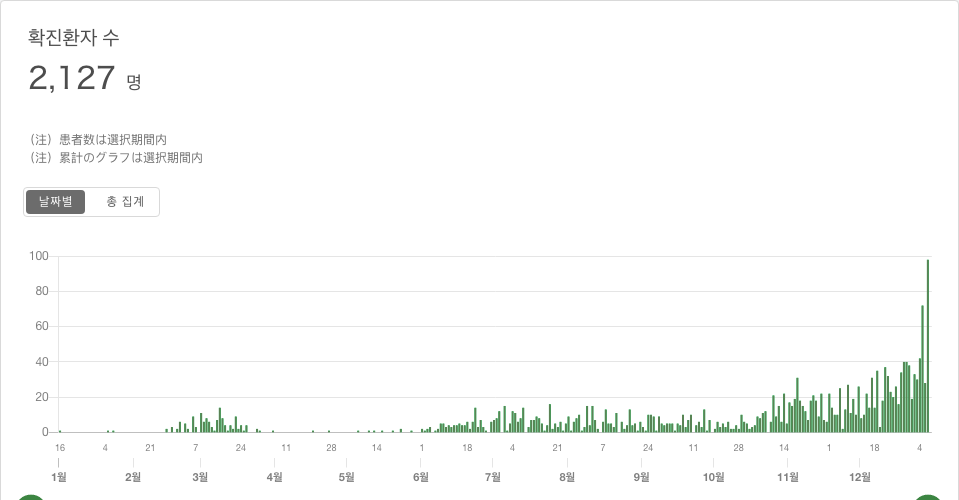 확진환자 수
2,127 명
（注）患者数は選択期間内
（注）累計のグラフは選択期間内
날짜별 총 집계
100
80
60
40
20
0
16 4 21 7 24 11 28 14 1 18 4 21 7 24 11 28 14 1 18 4
1월 2월 3월 4월 5월 6월 7월 8월 9월 10월 11월 12월